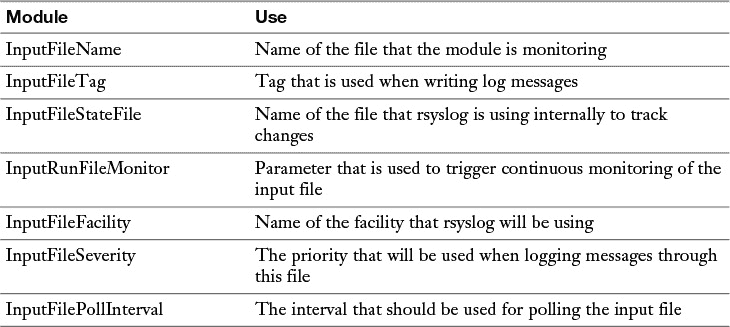 Module Use
InputFileName Name of the file that the module is monitoring
InputFileTag Tag that is used when writing log messages
InputFileStateFile Name of the file that rsyslog is using internally to track
changes
InputRunFileMonitor Parameter that is used to trigger continuous monitoring of the
input file
InputFileFacility Name of the facility that rsyslog will be using
InputFileSeverity The priority that will be used when logging messages through
this file
InputFilePollInterval The interval that should be used for polling the input file